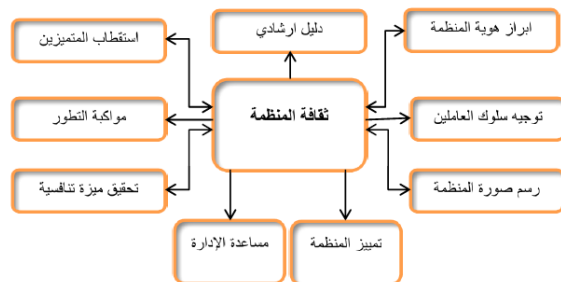 ابراز هوية المنظمة
دليل ارشادي
استقطاب المتميزين
ثقافة المنظمة
توجيه سلوك العاملين
مواكبة التطور
رسم صورة المنظمة
تحقيق ميزة تنافسية
تمييز المنظمة
مساعدة الإدارة